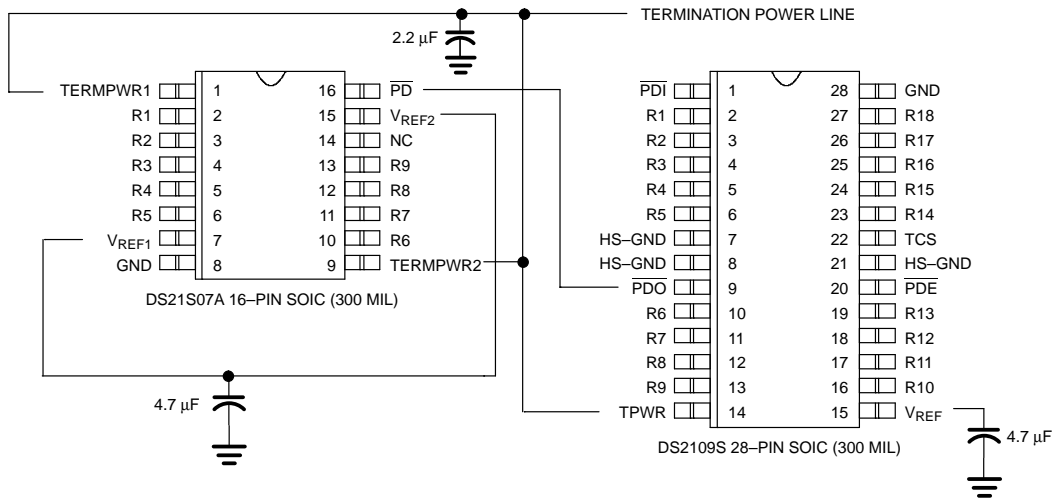 TERMINATION POWER LINE
2.2 μF
TERMPWR1 1 16 P̅D̅
R1 2 15 VREF2
R2 3 14 NC
R3 4 13 R9
R4 5 12 R8
R5 6 11 R7
VREF1 7 10 R6
GND 8 9 TERMPWR2
DS21S07A 16–PIN SOIC (300 MIL)
4.7 μF
P̅D̅I̅ 1 28 GND
R1 2 27 R18
R2 3 26 R17
R3 4 25 R16
R4 5 24 R15
R5 6 23 R14
HS–GND 7 22 TCS
HS–GND 8 21 HS–GND
P̅D̅O̅ 9 20 P̅D̅E̅
R6 10 19 R13
R7 11 18 R12
R8 12 17 R11
R9 13 16 R10
TPWR 14 15 VREF
DS2109S 28–PIN SOIC (300 MIL)
4.7 μF